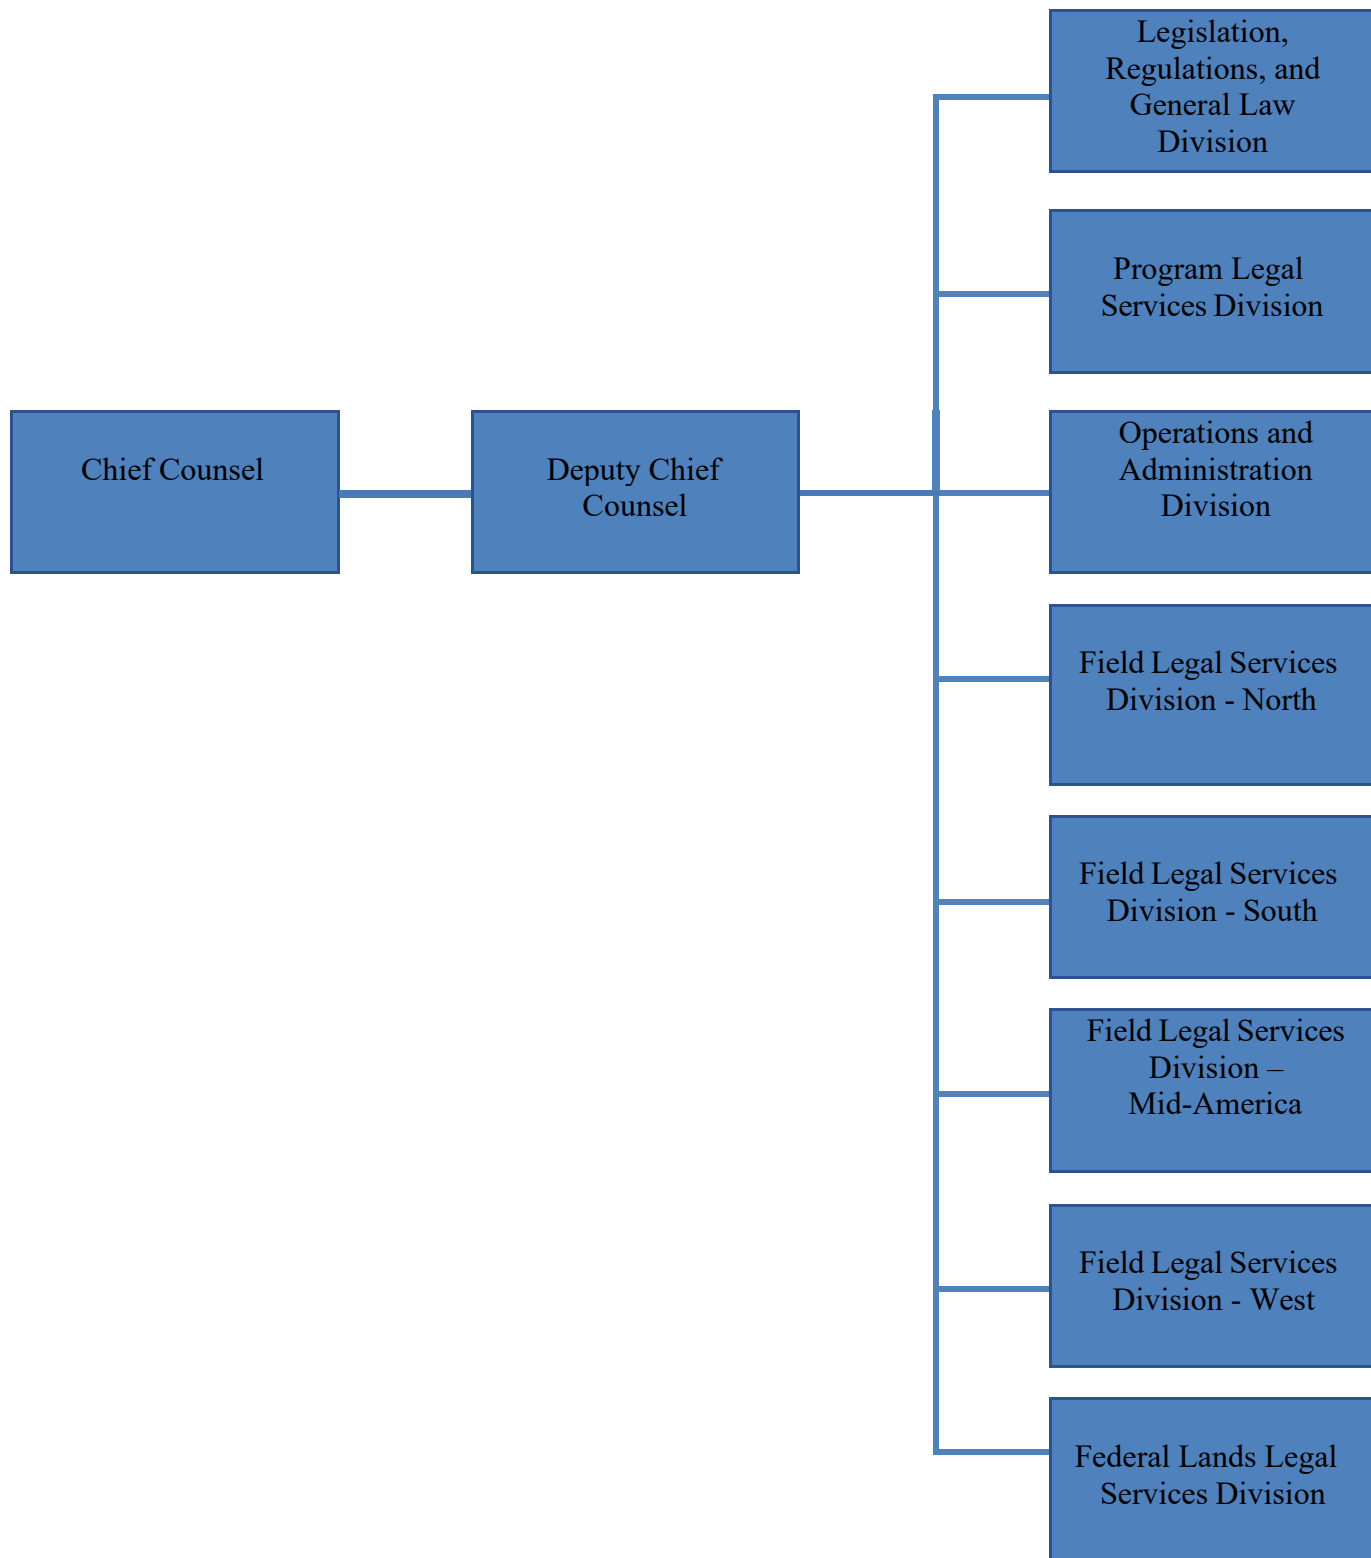 Legislation,
Regulations, and
General Law
Division
Program Legal
Services Division
Chief Counsel
Deputy Chief
Counsel
Operations and
Administration
Division
Field Legal Services
Division - North
Field Legal Services
Division - South
Field Legal Services
Division –
Mid-America
Field Legal Services
Division - West
Federal Lands Legal
Services Division